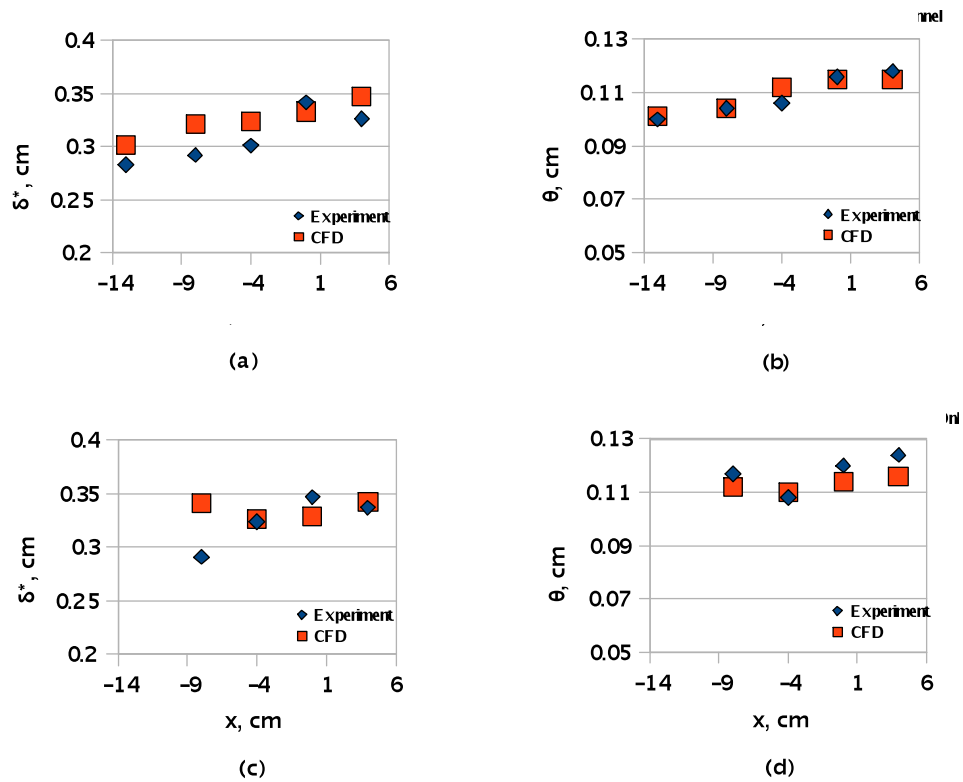 nnel
0.4
0.35
0.3
0.25
0.2
−14 −9 −4 1 6
δ*, cm
Experiment
CFD
(a)
0.13
0.11
0.09
0.07
0.05
−14 −9 −4 1 6
θ, cm
Experiment
CFD
(b)
0.4
0.35
0.3
0.25
0.2
−14 −9 −4 1 6
δ*, cm
Experiment
CFD
x, cm
(c)
0.13
0.11
0.09
0.07
0.05
−14 −9 −4 1 6
θ, cm
Experiment
CFD
x, cm
(d)